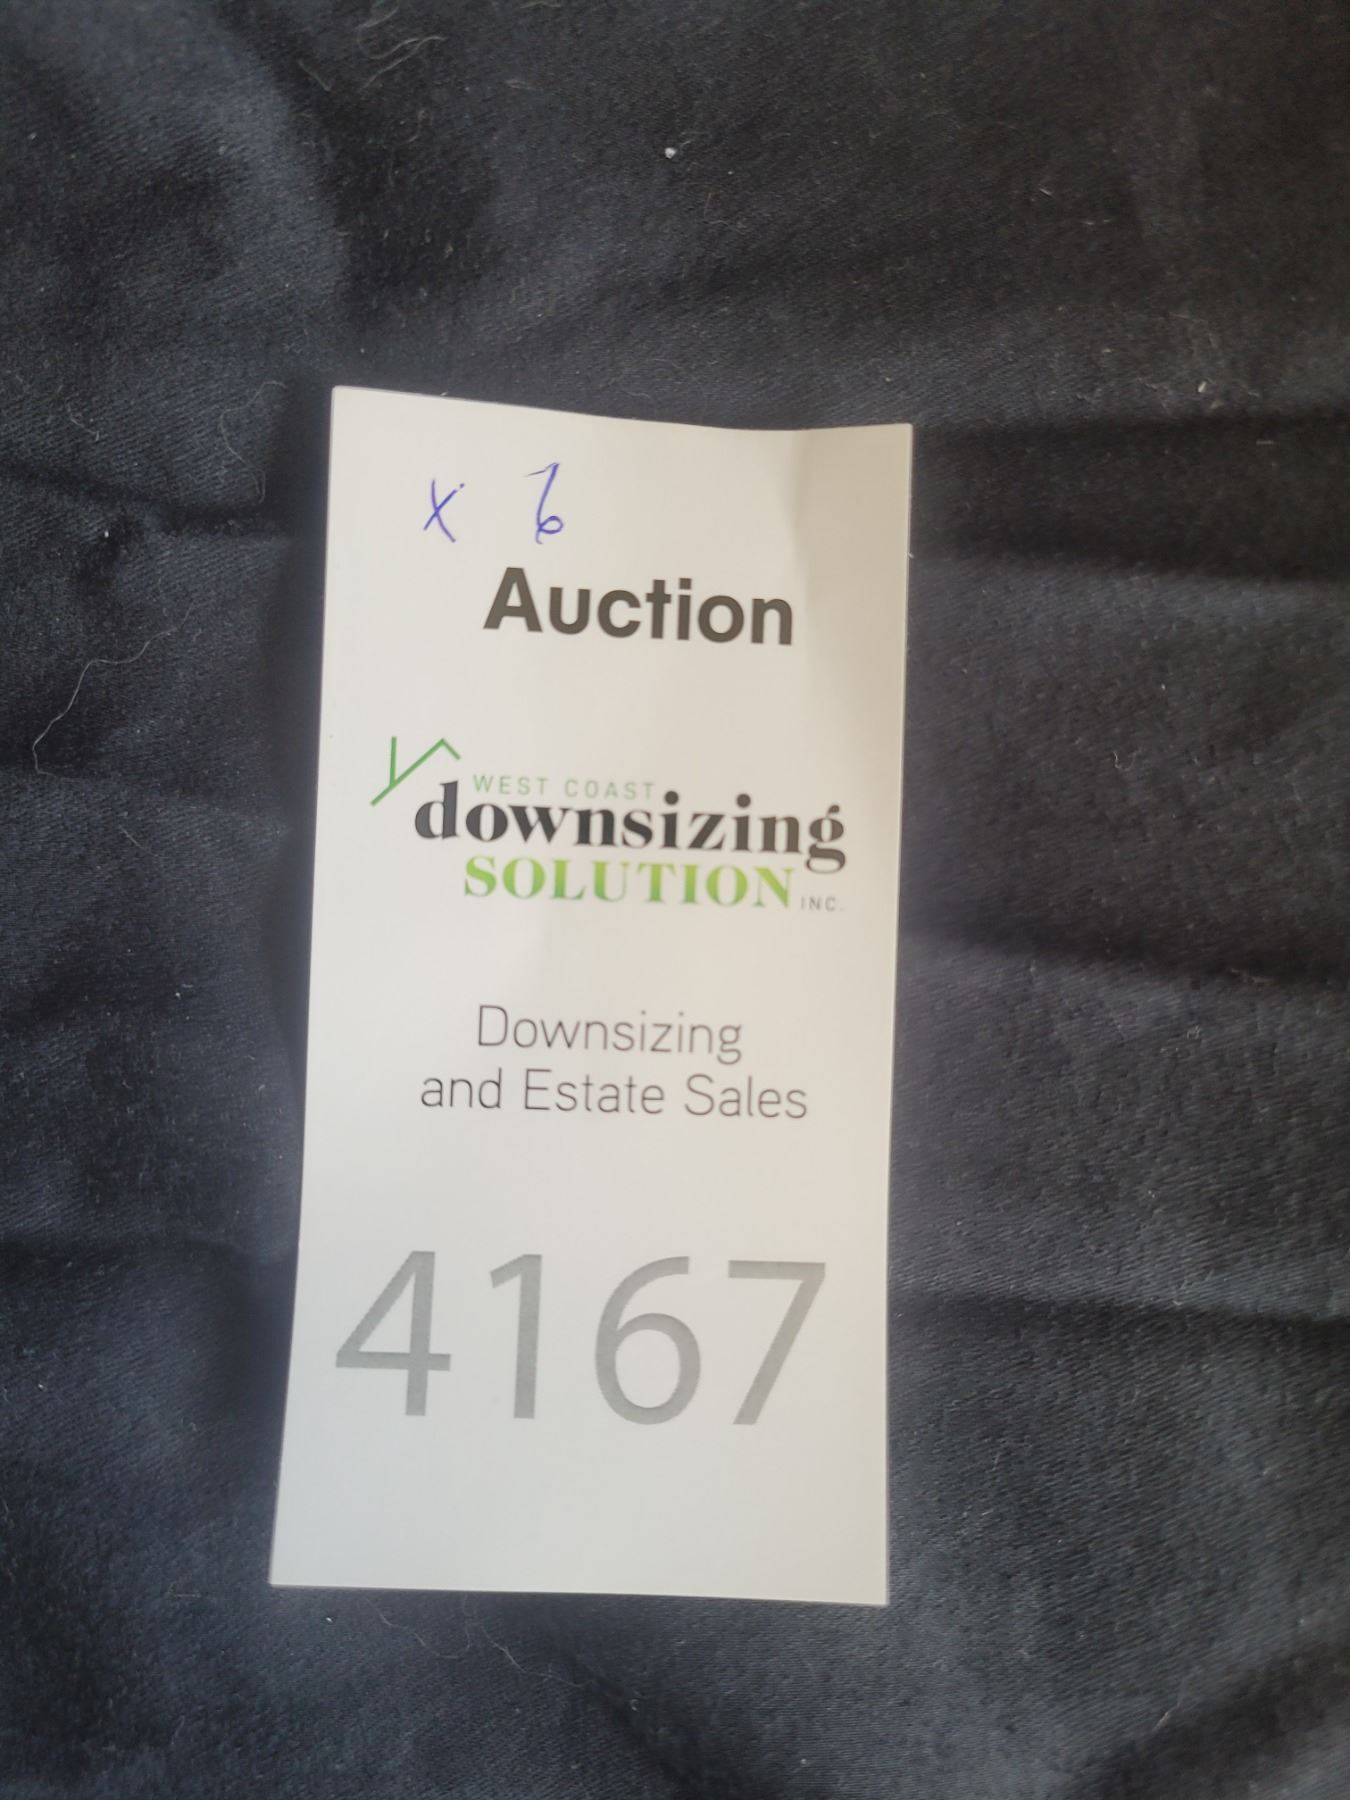 x 6
Auction
WEST COAST
downsizing
SOLUTION INC.
Downsizing
and Estate Sales
4167